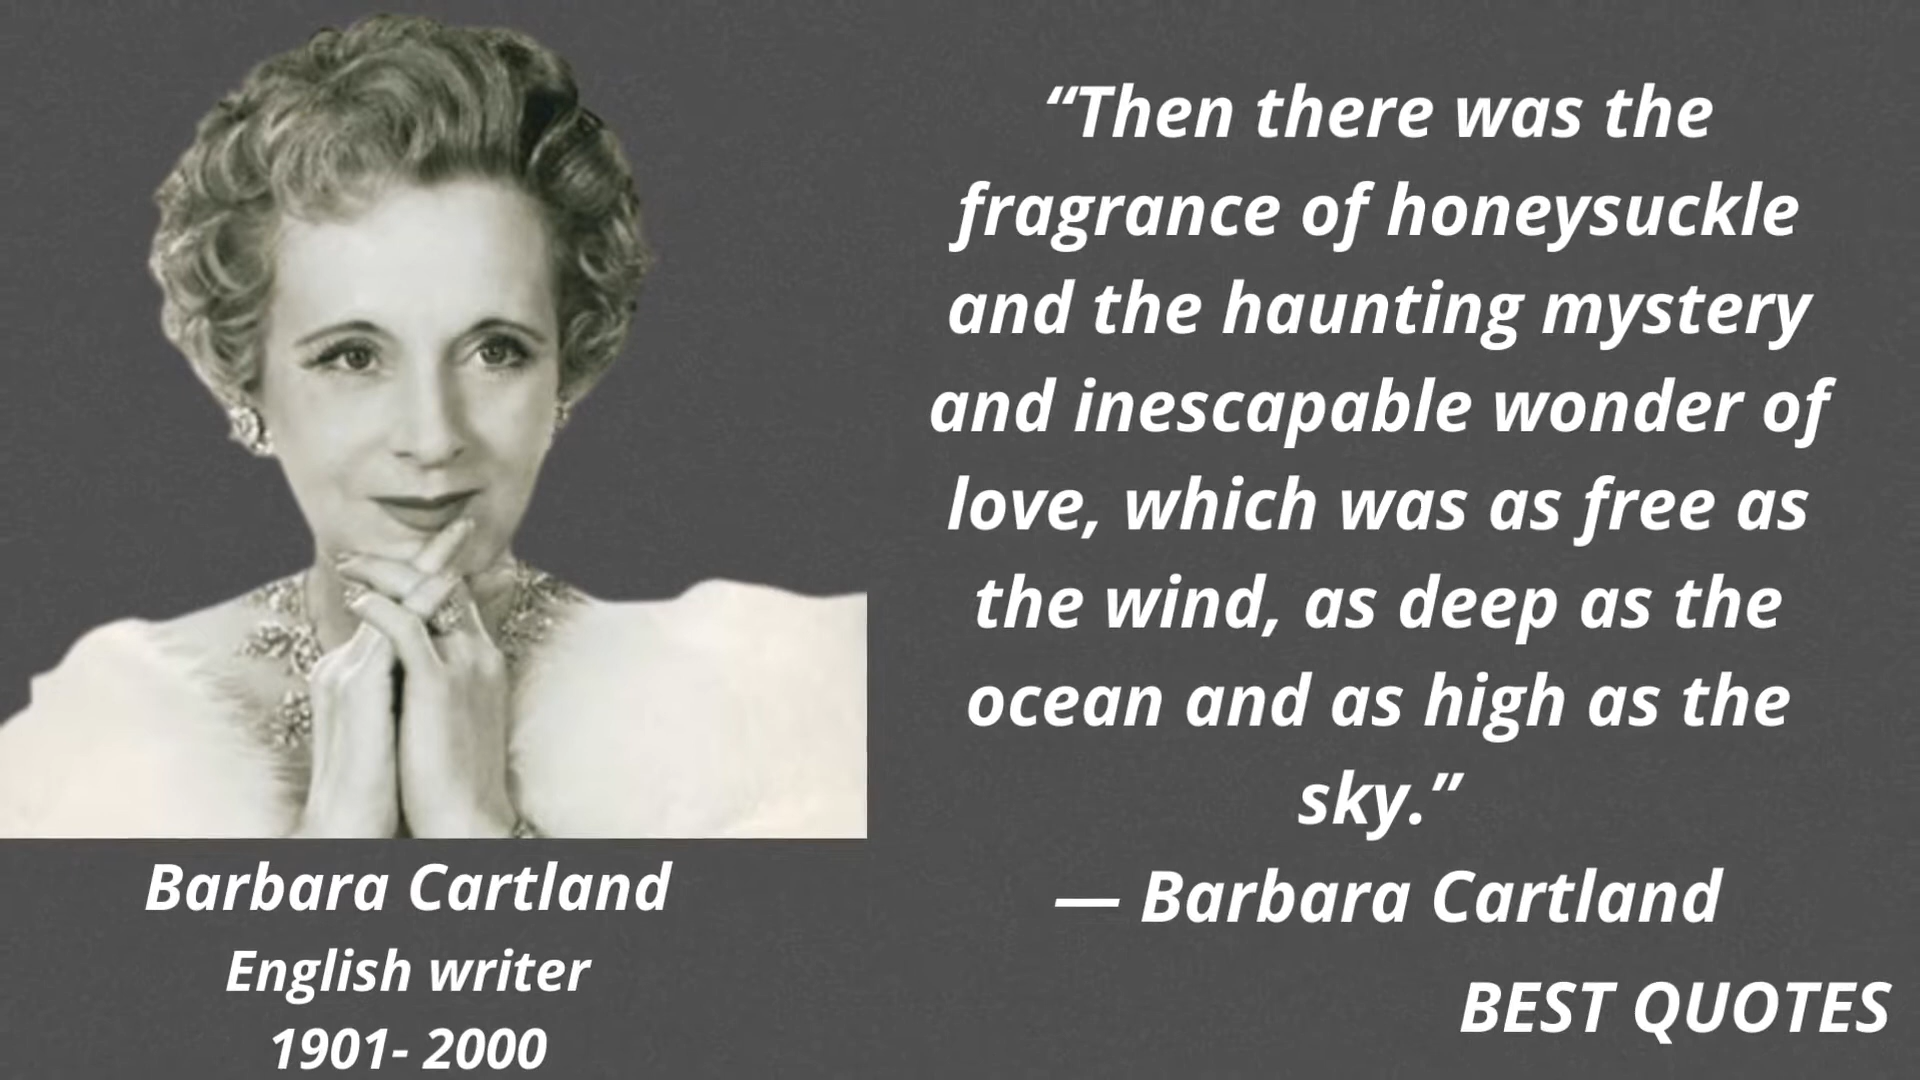 “Then there was the
fragrance of honeysuckle
and the haunting mystery
and inescapable wonder of
love, which was as free as
the wind, as deep as the
ocean and as high as the
sky.”
— Barbara Cartland
BEST QUOTES
Barbara Cartland
English writer
1901- 2000